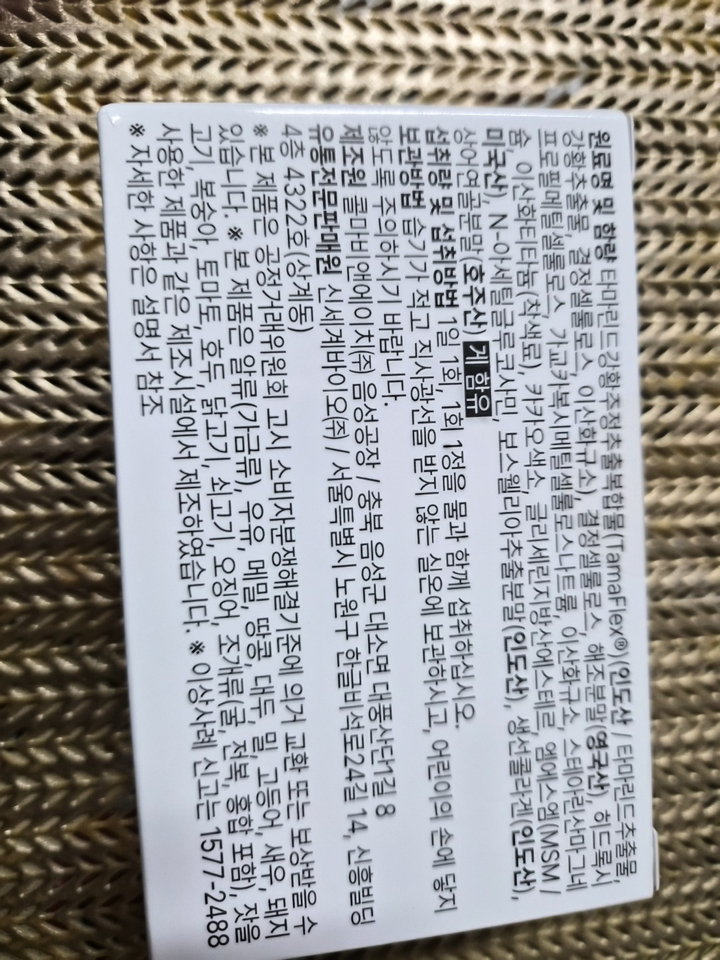 원료명 및 함량 타마린드강황주정추출복합물(TamaFlex®)(인도산 / 타마린드추출물,
강황추출물, 결정셀룰로스, 이산화규소), 결정셀룰로스, 해조분말(영국산), 히드록시
프로필메틸셀룰로스, 가교카복시메틸셀룰로스나트륨, 이산화규소, 스테아린산마그네
슘, 이산화티타늄(착색료), 카카오색소, 글리세린지방산에스테르, 엠에스엠(MSM /
미국산), N-아세틸글루코사민, 보스웰리아추출분말(인도산), 생선콜라겐(인도산),
상어연골분말(호주산) 게 함유
섭취량 및 섭취방법 1일 1회, 1회 1정을 물과 함께 섭취하십시오.
보관방법 습기가 적고 직사광선을 받지 않는 실온에 보관하시고, 어린이의 손에 닿지
않도록 주의하시기 바랍니다.
제조원 콜마비앤에이치㈜ 음성공장 / 충북 음성군 대소면 대풍산단1길 8
유통전문판매원 신세계바이오㈜ / 서울특별시 노원구 한글비석로24길 14, 신흥빌딩
4층 4322호(상계동)
※ 본 제품은 공정거래위원회 고시 소비자분쟁해결기준에 의거 교환 또는 보상받을 수
있습니다. ※ 본 제품은 알류(가금류), 우유, 메밀, 땅콩, 대두, 밀, 고등어, 새우, 돼지
고기, 복숭아, 토마토, 호두, 닭고기, 쇠고기, 오징어, 조개류(굴, 전복, 홍합 포함), 잣을
사용한 제품과 같은 제조시설에서 제조하였습니다. ※ 이상사례 신고는 1577-2488
※ 자세한 사항은 설명서 참조